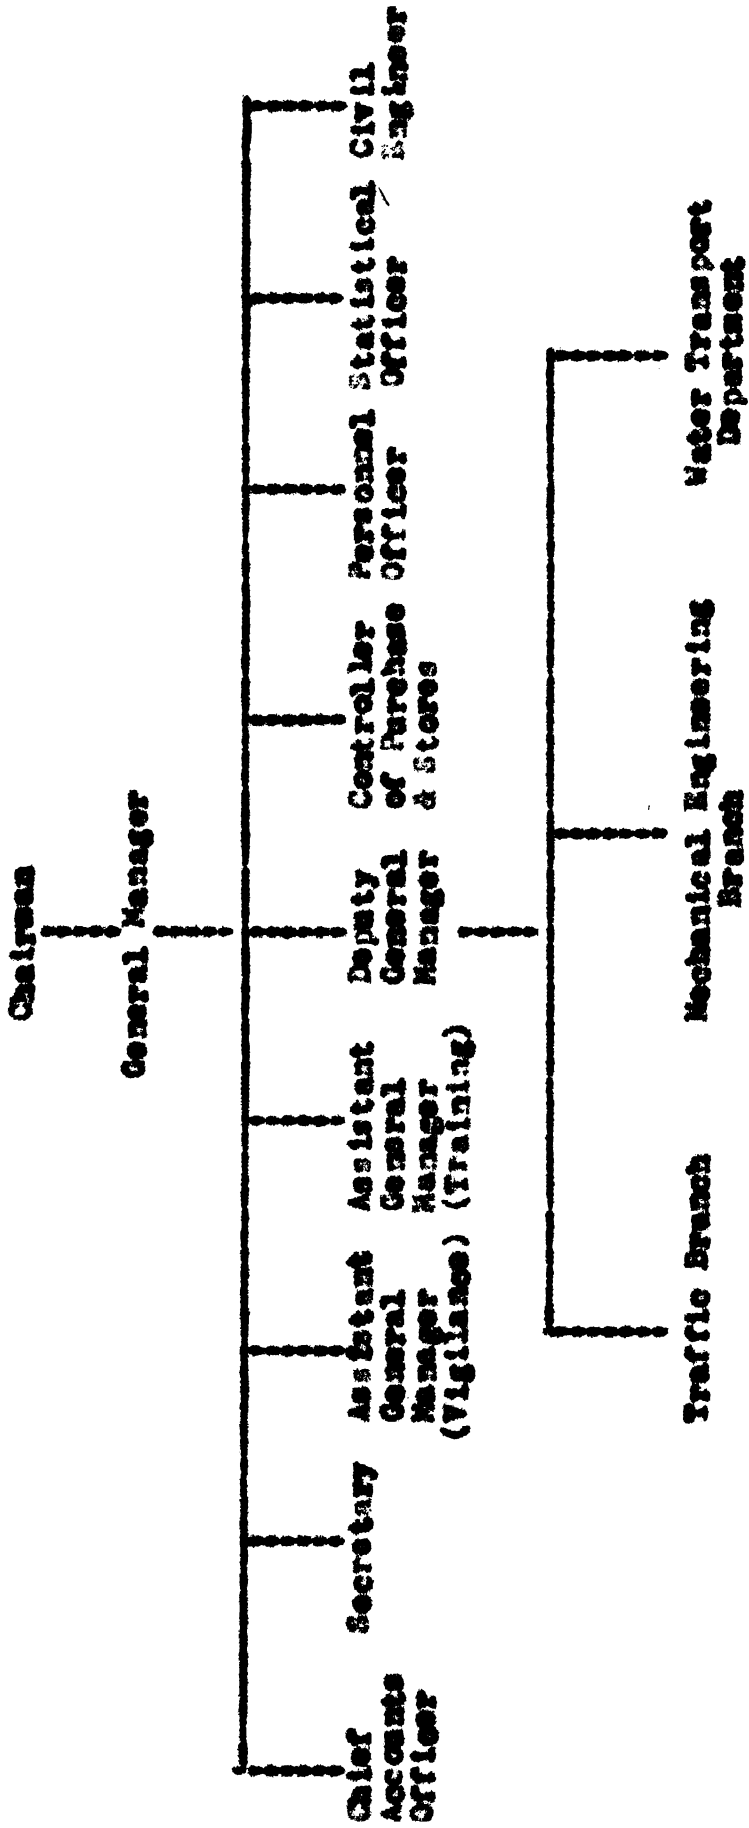 Chairman
General Manager
Chief
Accounts
Officer
Secretary
Assistant
General
Manager
(Vigilance)
Assistant
General
Manager
(Training)
Deputy
General
Manager
Controller
of Purchase
& Stores
Personnel
Officer
Statistical
Officer
Civil
Engineer
Traffic Branch
Mechanical Engineering
Branch
Water Transport
Department